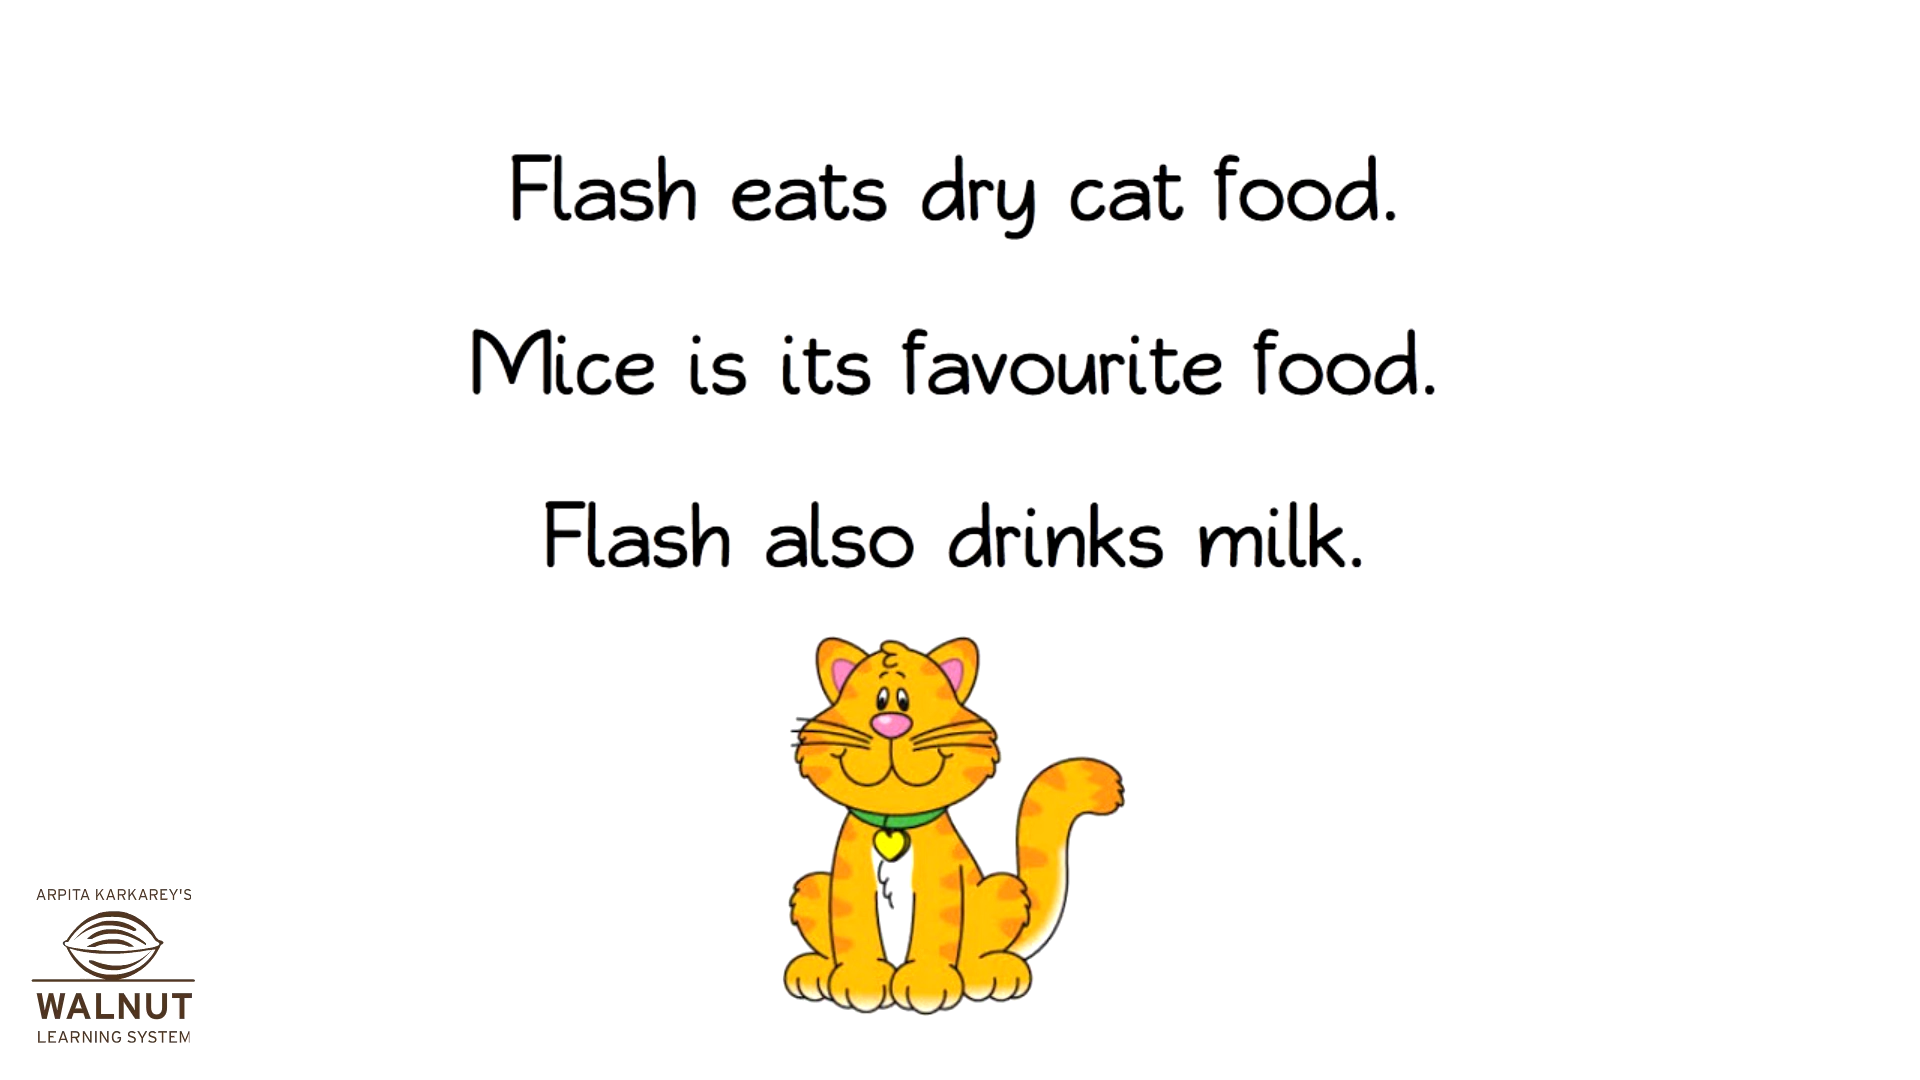 Flash eats dry cat food.
Mice is its favourite food.
Flash also drinks milk.
ARPITA KARKAREY'S
WALNUT
LEARNING SYSTEM